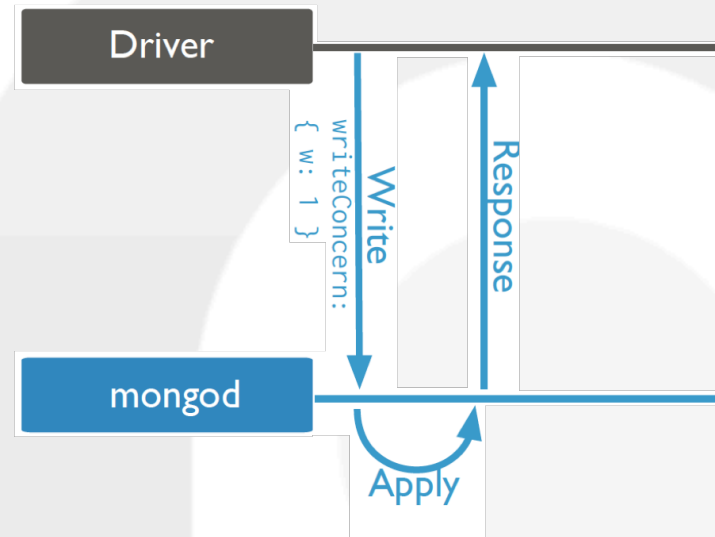 Driver
writeConcern:
{ w: 1 }
Write
Response
mongod
Apply